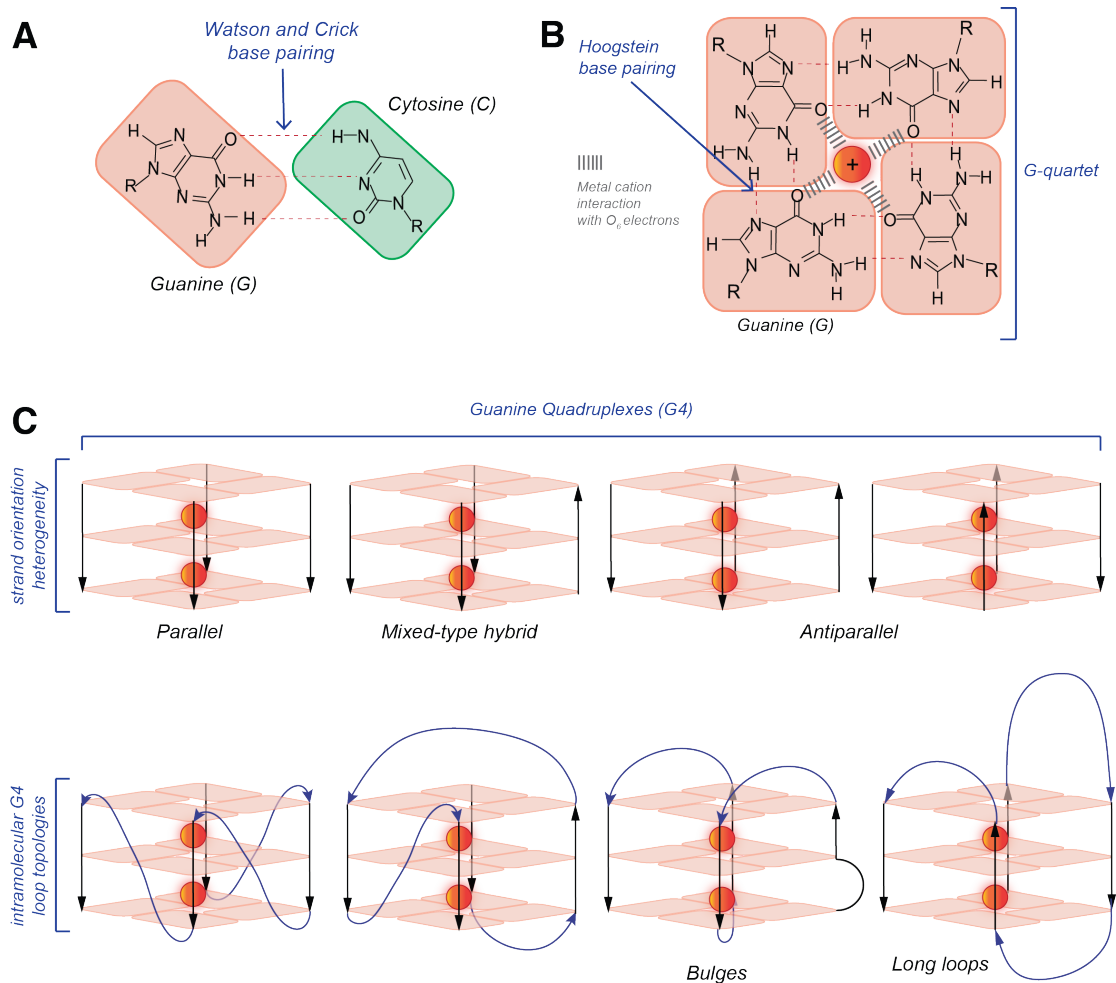 A
Watson and Crick
base pairing
Cytosine (C)
H
N
O
H
N
N
R
N
H
N
H
H
H
N
N
O
N
R
Guanine (G)
B
Hoogstein
base pairing
Metal cation
interaction
with O6 electrons
R
H
N
N
N
O
N
H
H
N
H
H
H
N
H
N
H
N
N
R
H
N
O
+
O
N
N
H
H
N
R
N
N
H
H
N
H
H
H
N
N
H
O
N
N
H
R
Guanine (G)
G-quartet
C
Guanine Quadruplexes (G4)
strand orientation
heterogeneity
Parallel
Mixed-type hybrid
Antiparallel
intramolecular G4
loop topologies
Bulges
Long loops